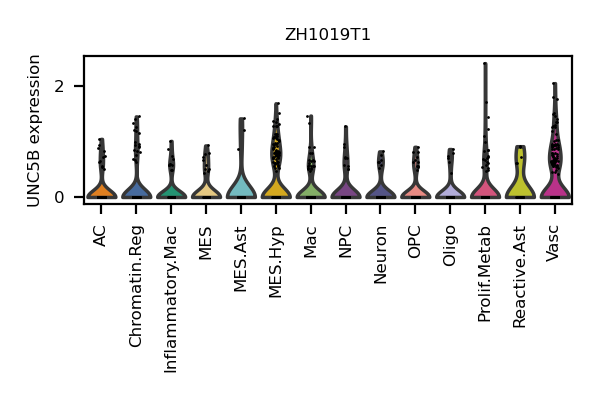 ZH1019T1
UNC5B expression
2
0
AC
Chromatin.Reg
Inflammatory.Mac
MES
MES.Ast
MES.Hyp
Mac
NPC
Neuron
OPC
Oligo
Prolif.Metab
Reactive.Ast
Vasc